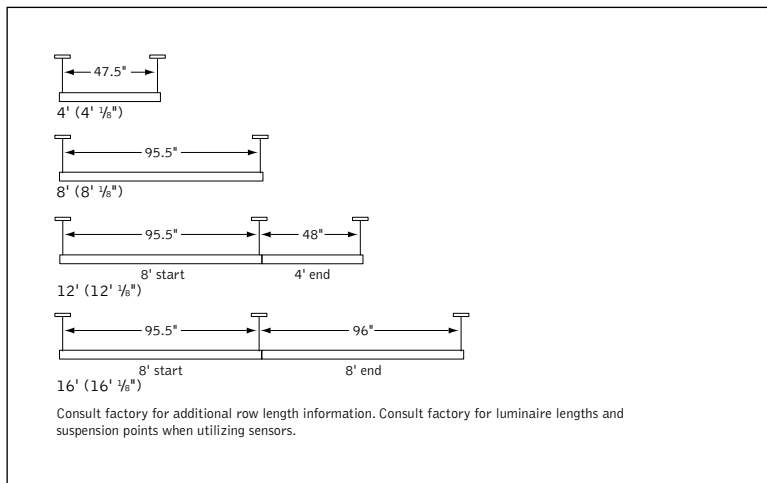 47.5"
4' (4' ⅛")
95.5"
8' (8' ⅛")
95.5" 48"
8' start 4' end
12' (12' ⅛")
95.5" 96"
8' start 8' end
16' (16' ⅛")
Consult factory for additional row length information. Consult factory for luminaire lengths and
suspension points when utilizing sensors.